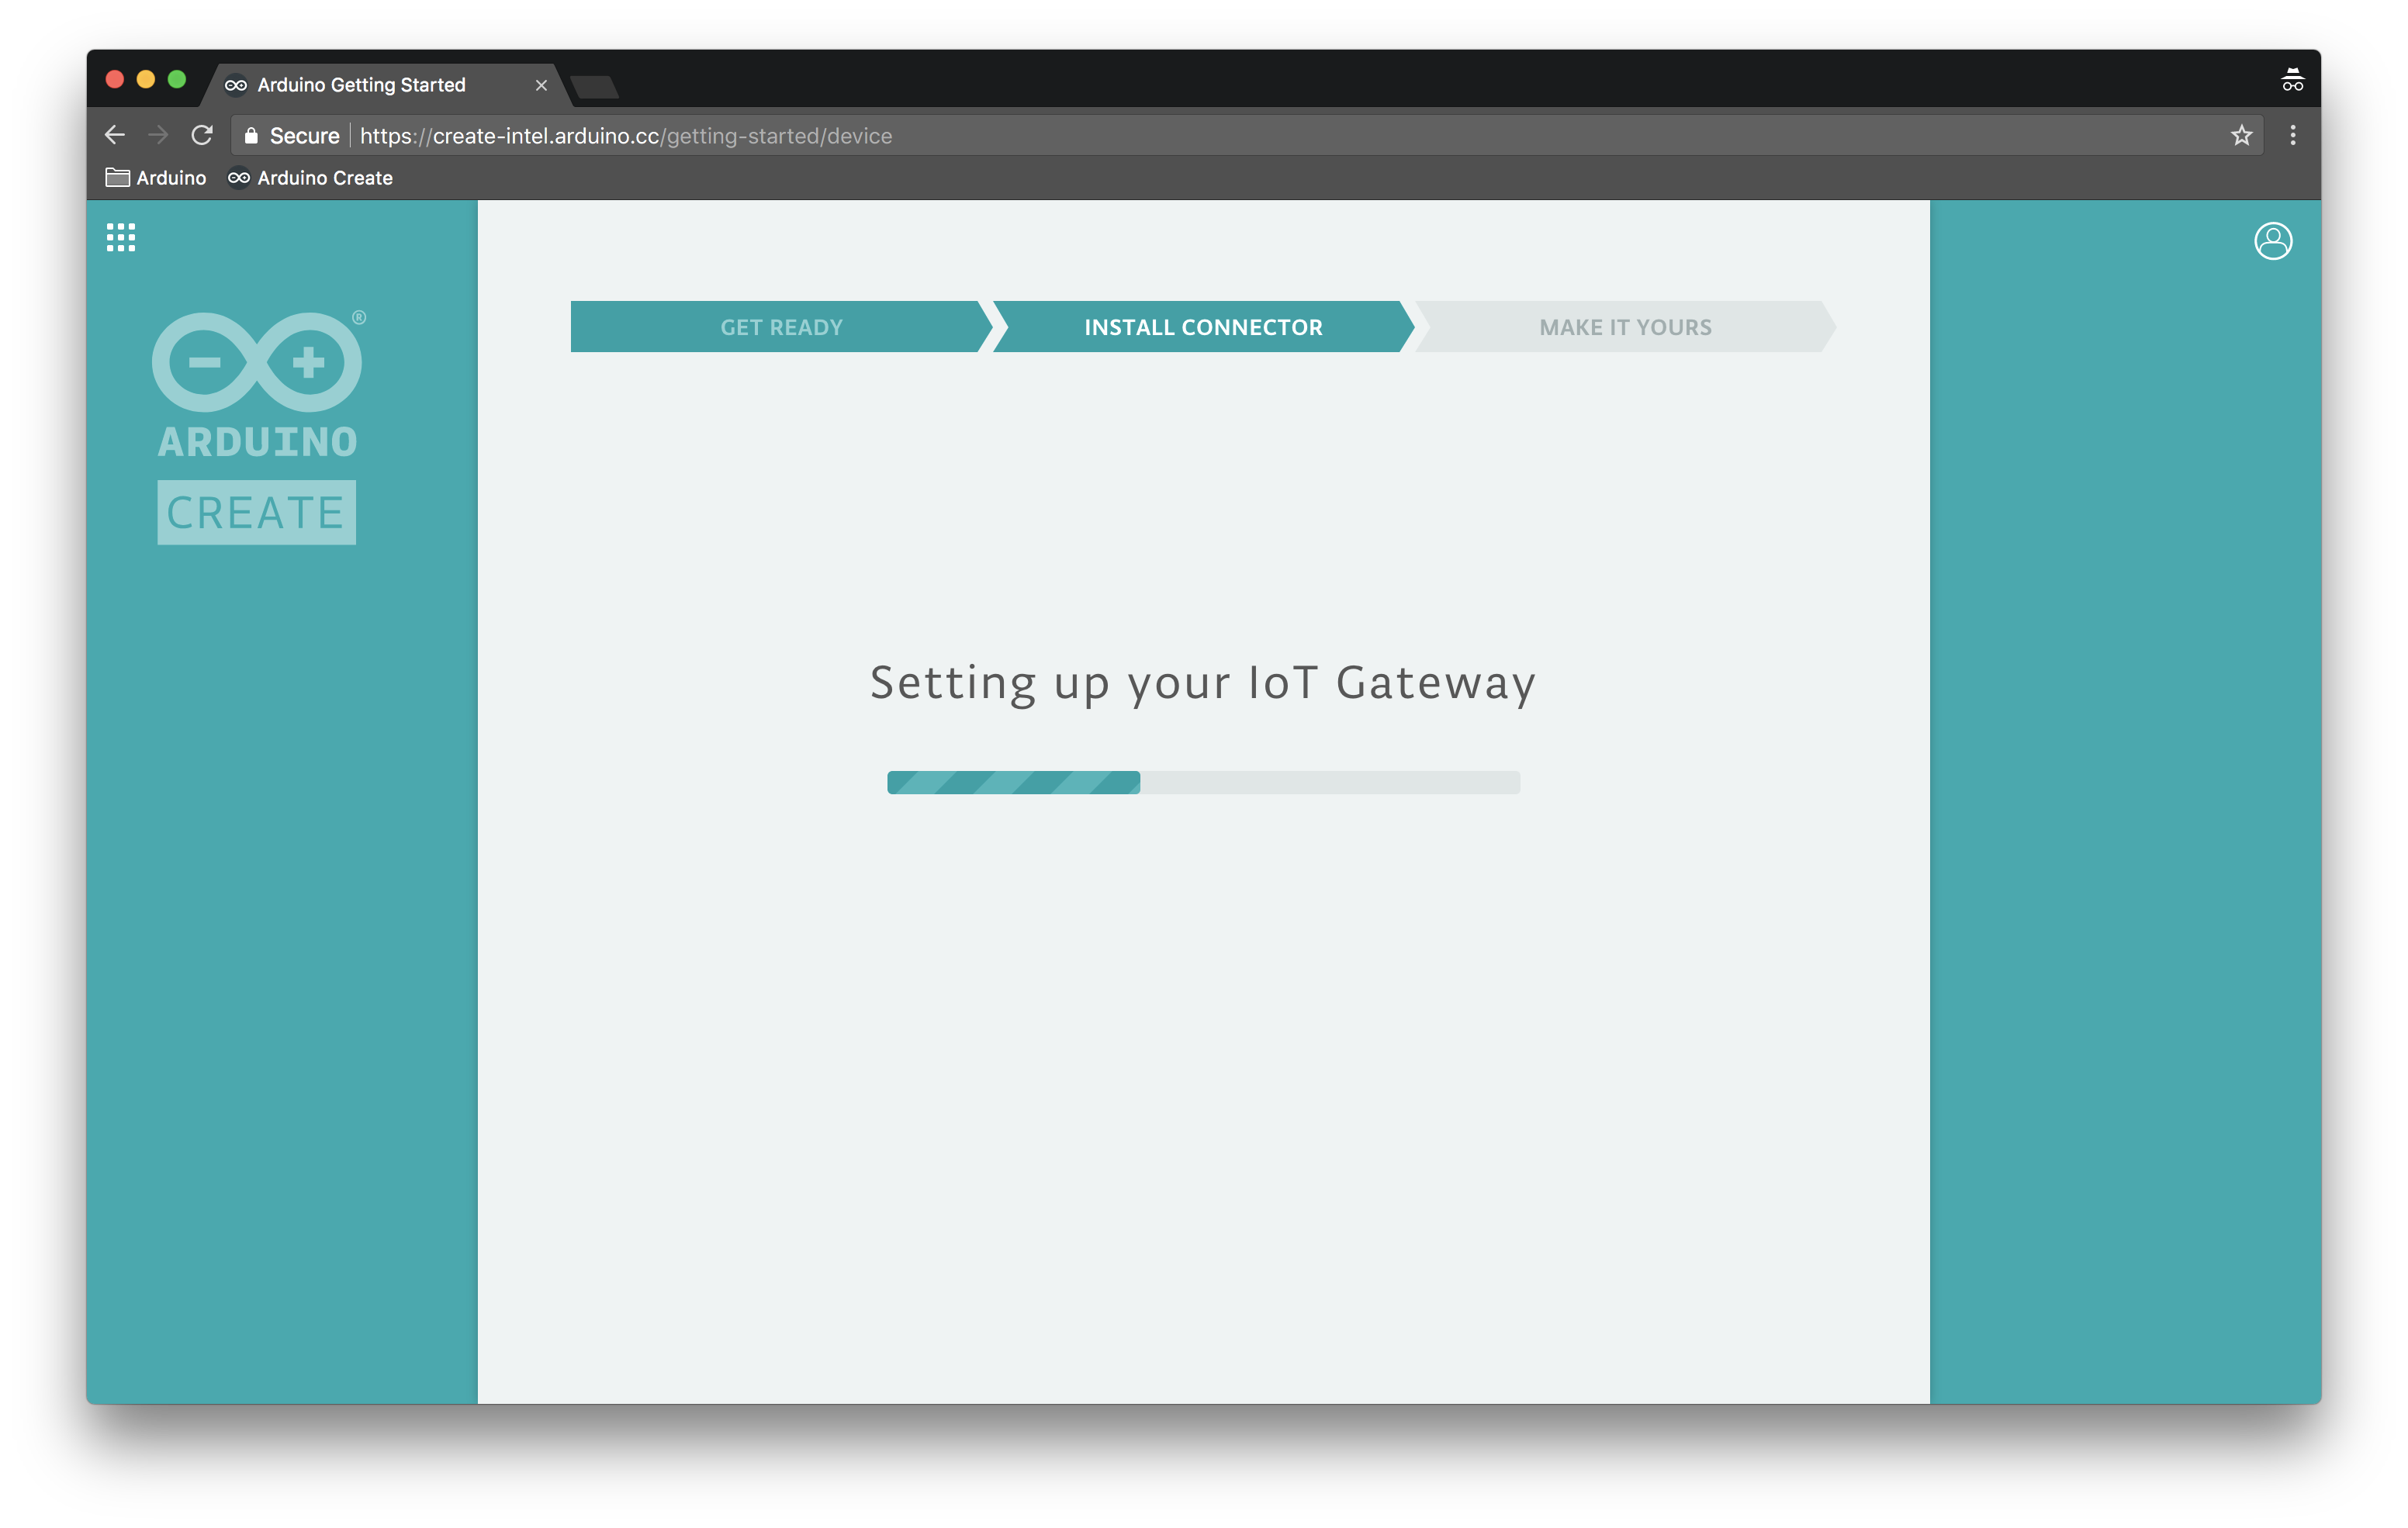 Arduino Getting Started
Secure https://create-intel.arduino.cc/getting-started/device
Arduino Arduino Create
GET READY INSTALL CONNECTOR MAKE IT YOURS
®
ARDUINO
CREATE
Setting up your IoT Gateway